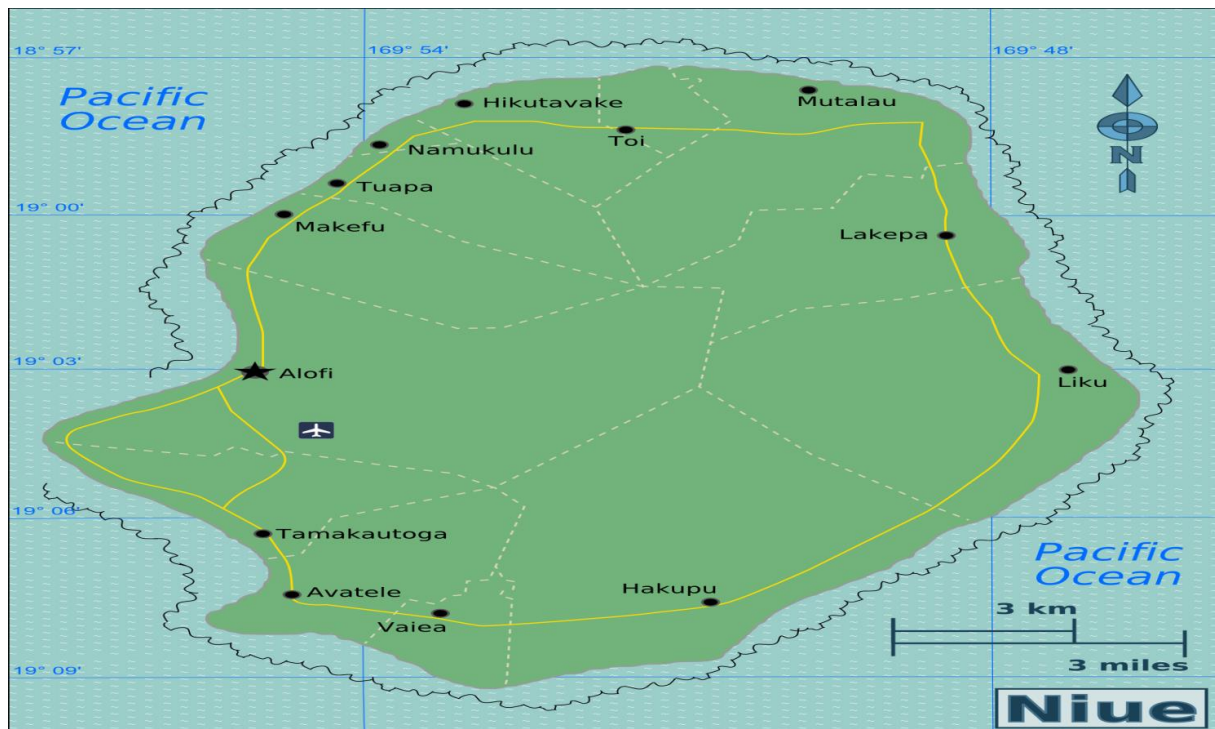 18° 57'
169° 54'
169° 48'
Pacific
Ocean
Hikutavake
Mutalau
Toi
Namukulu
N
Tuapa
19° 00'
Makefu
Lakepa
19° 03'
Alofi
Liku
19° 06'
Tamakautoga
Pacific
Ocean
Avatele
Hakupu
Vaiea
3 km
19° 09'
3 miles
Niue